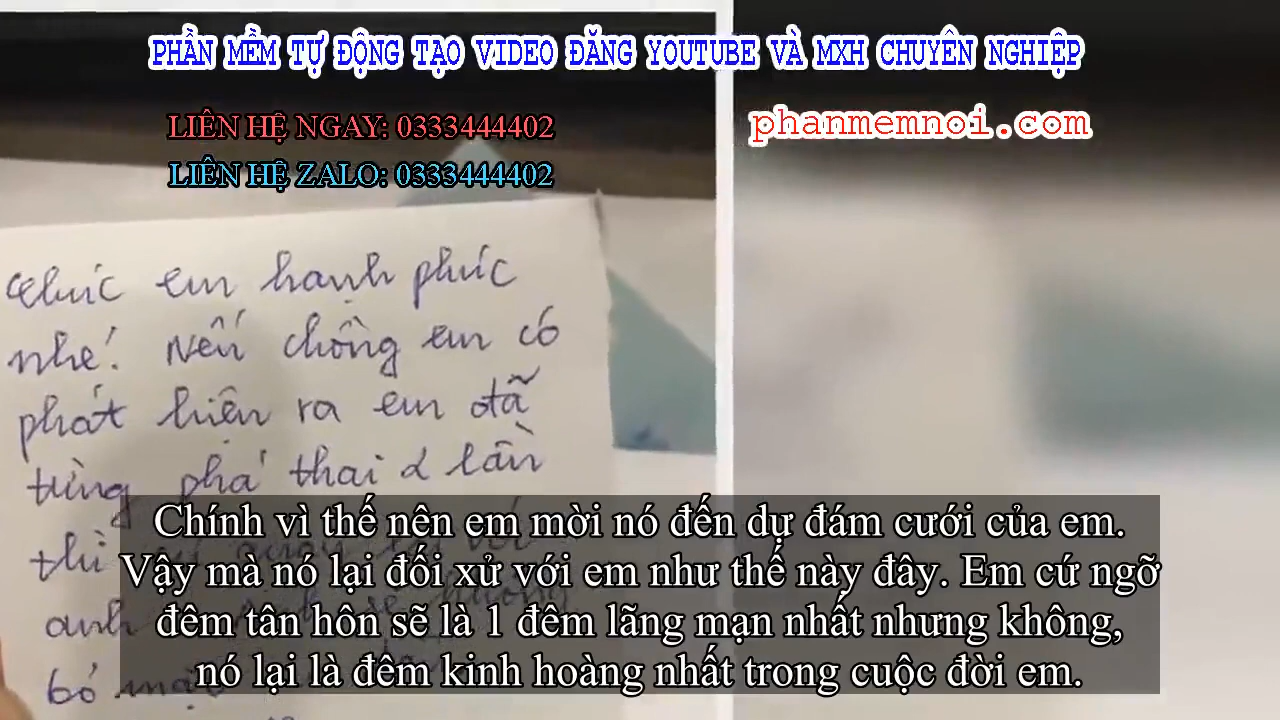 PHẦN MỀM TỰ ĐỘNG TẠO VIDEO ĐĂNG YOUTUBE VÀ MXH CHUYÊN NGHIỆP
LIÊN HỆ NGAY: 0333444402
phanmemnoi.com
LIÊN HỆ ZALO: 0333444402
Chúc em hạnh phúc
nhé! Nếu chồng em có
phát hiện ra em đã
từng phá thai 2 lần
thì
anh
bỏ
Chính vì thế nên em mời nó đến dự đám cưới của em.
Vậy mà nó lại đối xử với em như thế này đây. Em cứ ngỡ
đêm tân hôn sẽ là 1 đêm lãng mạn nhất nhưng không,
nó lại là đêm kinh hoàng nhất trong cuộc đời em.